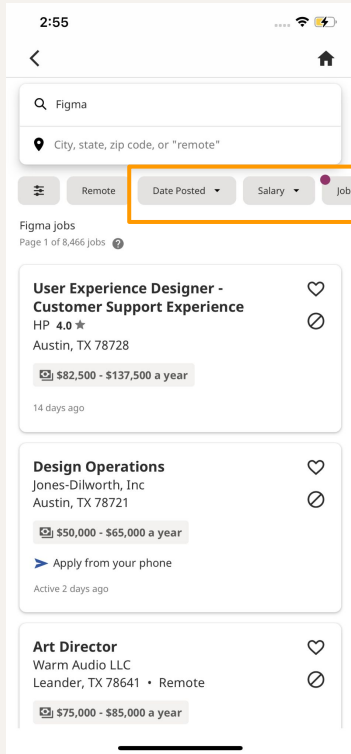 2:55
Figma
City, state, zip code, or "remote"
Remote Date Posted Salary Job
Figma jobs
Page 1 of 8,466 jobs ?
User Experience Designer -
Customer Support Experience
HP 4.0 ★
Austin, TX 78728
$82,500 - $137,500 a year
14 days ago
Design Operations
Jones-Dilworth, Inc
Austin, TX 78721
$50,000 - $65,000 a year
Apply from your phone
Active 2 days ago
Art Director
Warm Audio LLC
Leander, TX 78641 • Remote
$75,000 - $85,000 a year